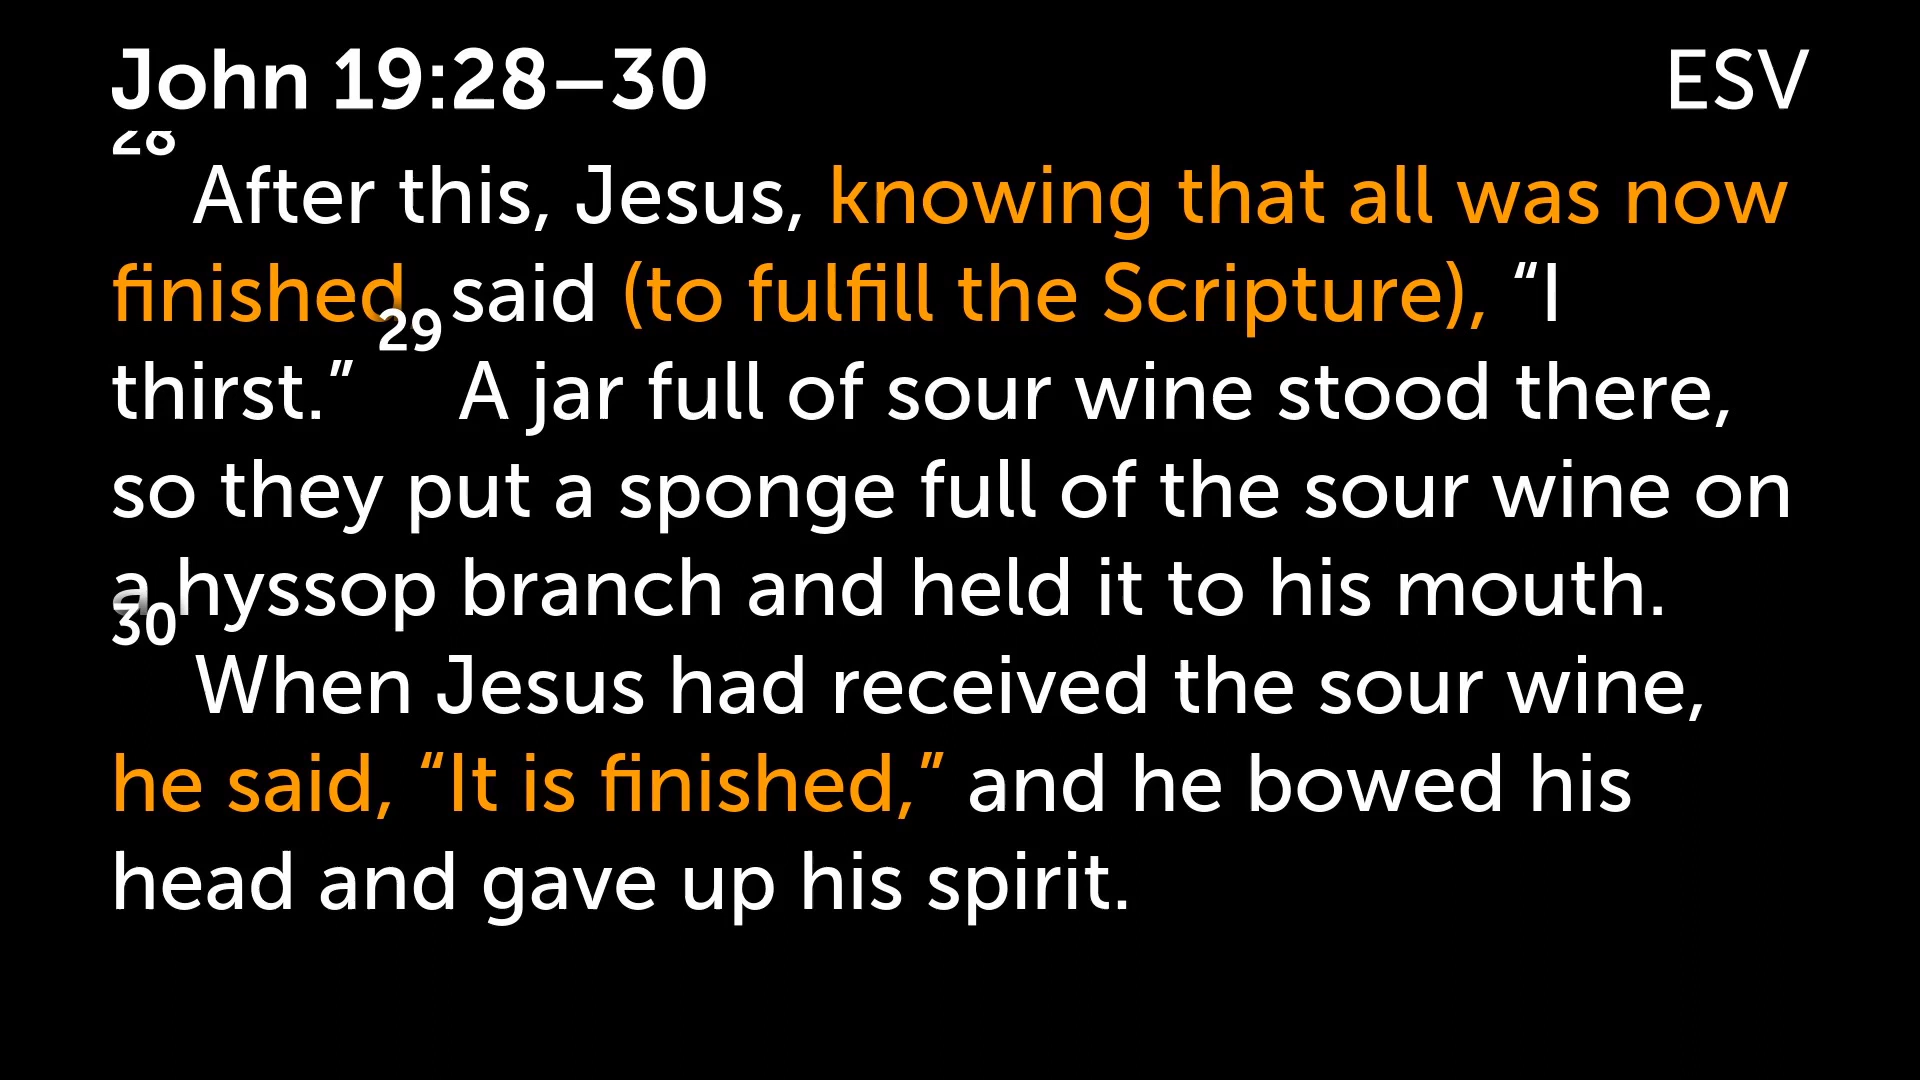 John 19:28–30 ESV
28 After this, Jesus, knowing that all was now
finished, said (to fulfill the Scripture), “I
thirst.” 29 A jar full of sour wine stood there,
so they put a sponge full of the sour wine on
a hyssop branch and held it to his mouth.
30 When Jesus had received the sour wine,
he said, “It is finished,” and he bowed his
head and gave up his spirit.